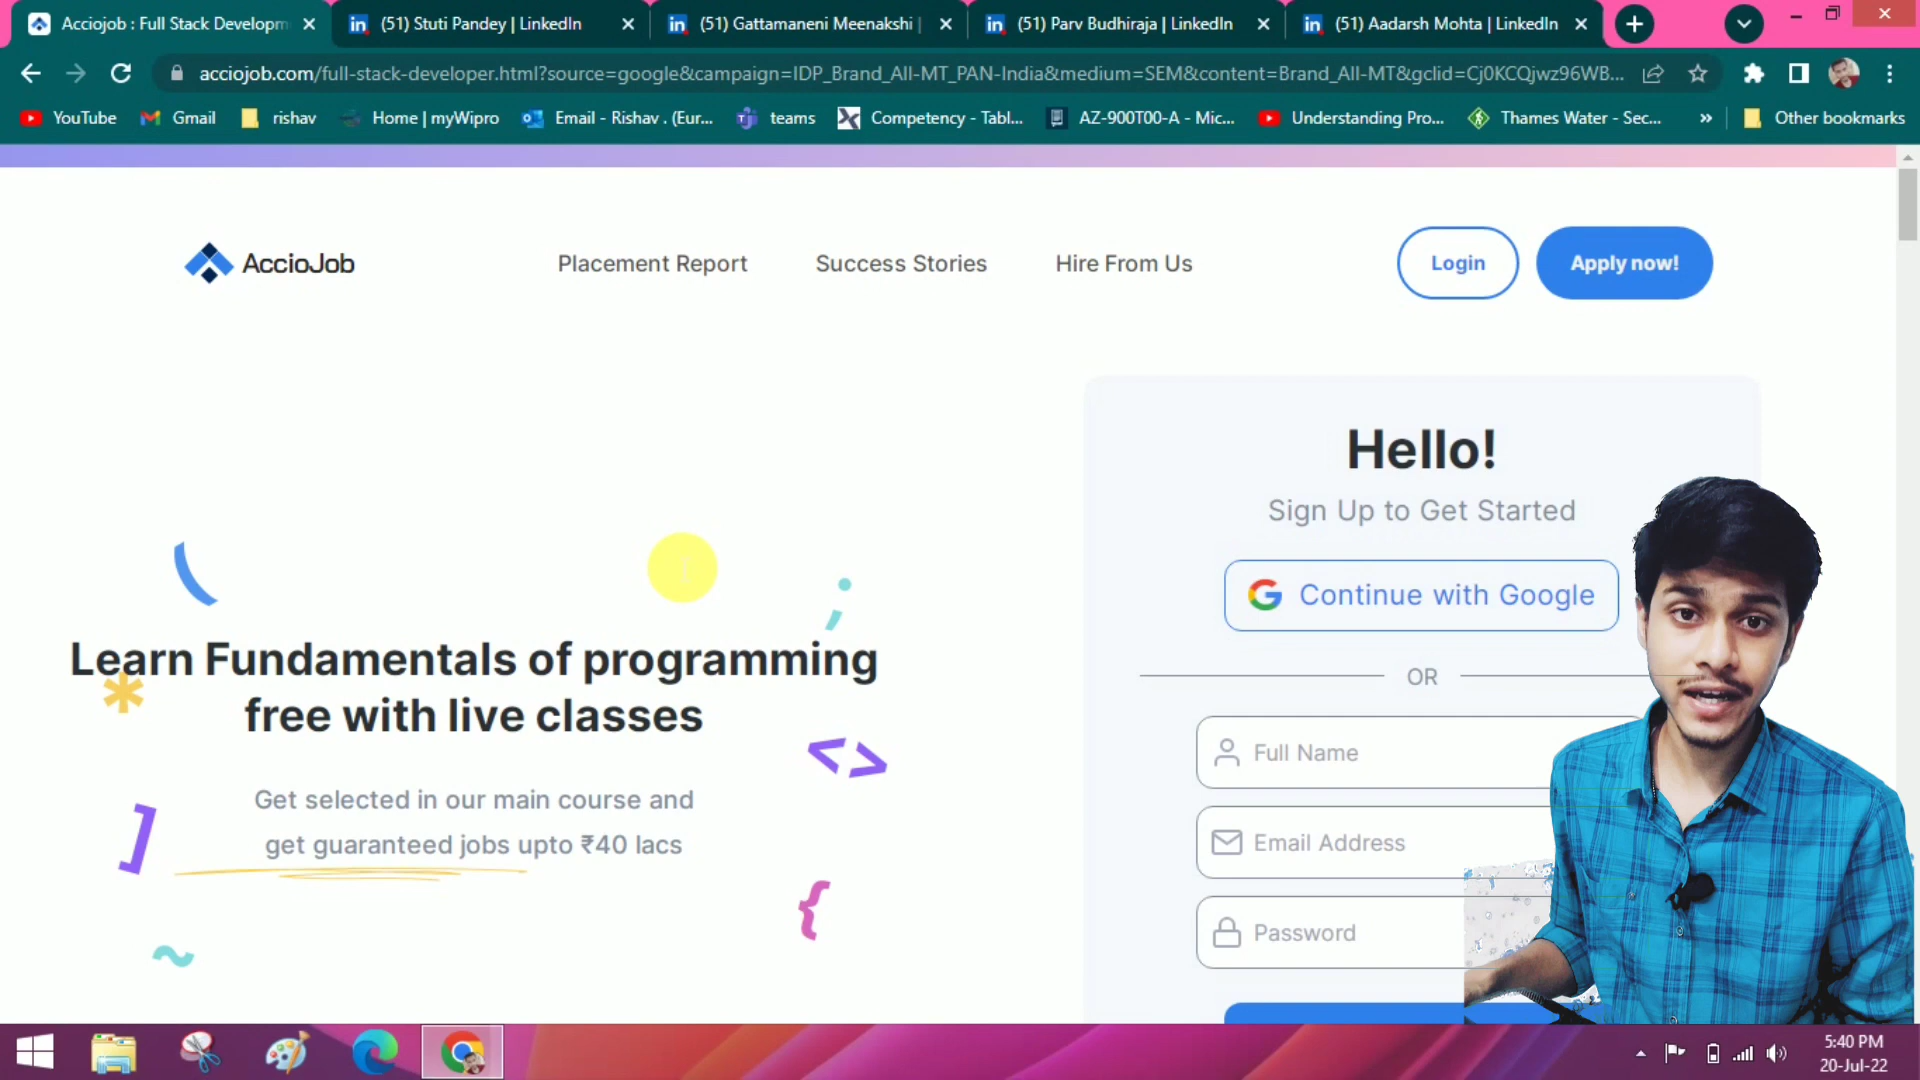 Acciojob : Full Stack Developm
(51) Stuti Pandey | LinkedIn
(51) Gattamaneni Meenakshi |
(51) Parv Budhiraja | LinkedIn
(51) Aadarsh Mohta | LinkedIn
acciojob.com/full-stack-developer.html?source=google&campaign=IDP_Brand_All-MT_PAN-India&medium=SEM&content=Brand_All-MT&gclid=Cj0KCQjwz96WB...
YouTube
Gmail
rishav
Home | myWipro
Email - Rishav . (Eur...
teams
Competency - Tabl...
AZ-900T00-A - Mic...
Understanding Pro...
Thames Water - Sec...
»
Other bookmarks
AccioJob
Placement Report
Success Stories
Hire From Us
Login
Apply now!
Hello!
Sign Up to Get Started
Continue with Google
OR
Full Name
Email Address
Password
Learn Fundamentals of programming
free with live classes
Get selected in our main course and
get guaranteed jobs upto ₹40 lacs
5:40 PM
20-Jul-22